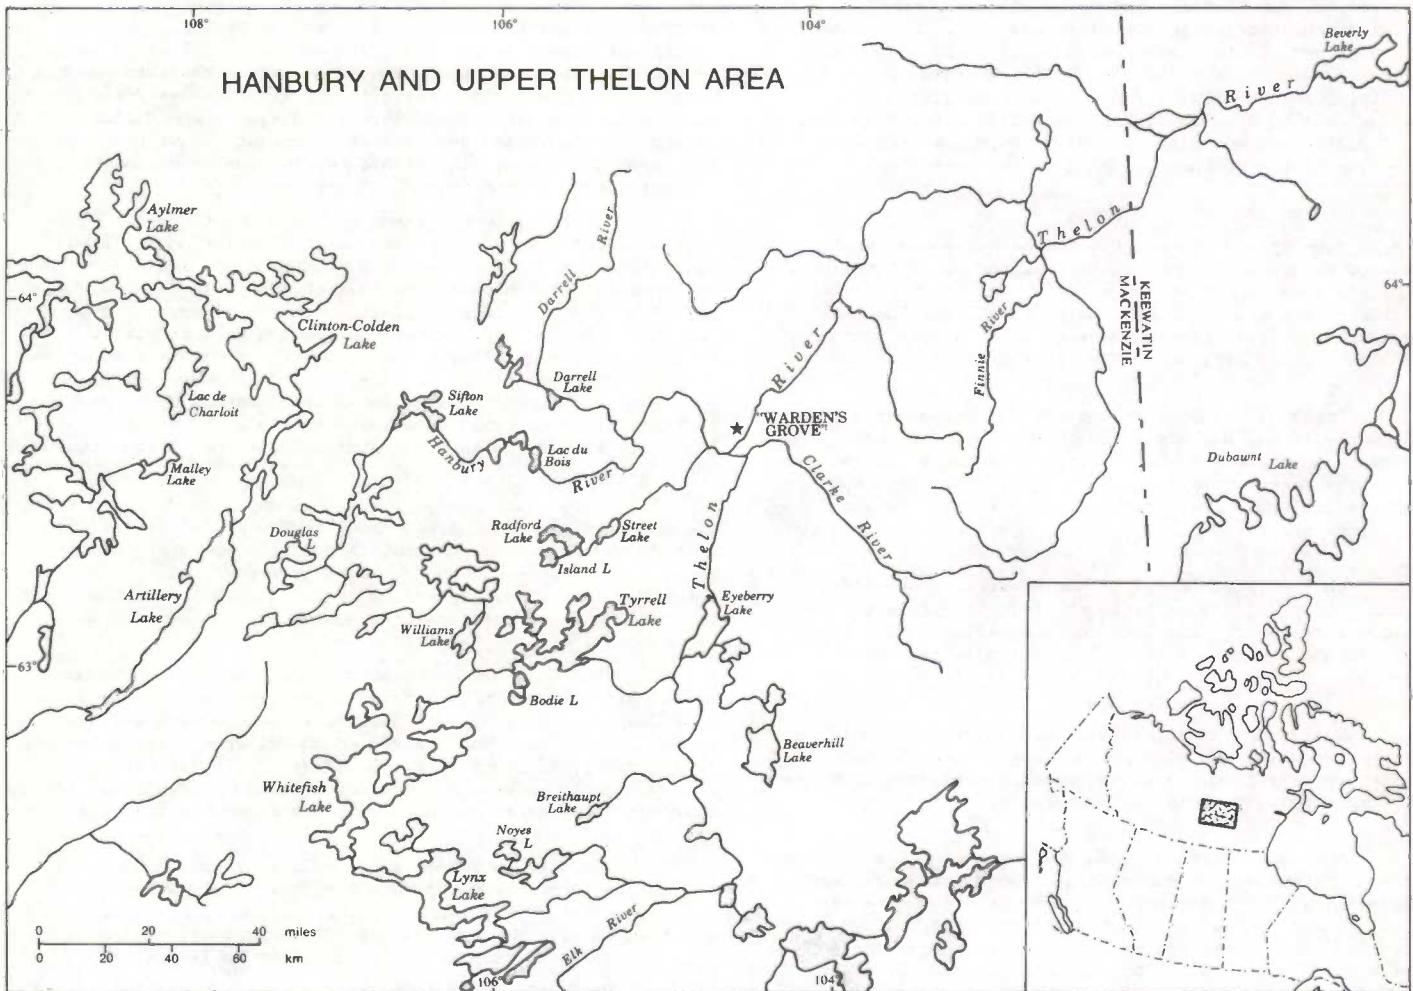 108°
106°
104°
Beverly
Lake
HANBURY AND UPPER THELON AREA
River
Aylmer
Lake
River
Darrell
Thelon
64°
64°
KEEWATIN
MACKENZIE
Clinton-Colden
Lake
River
River
Finnie
Lac de
Charloit
Sifton
Lake
Darrell
Lake
"WARDEN'S
GROVE"
Hanbury
Lac du
Bois
River
Malley
Lake
Clarke
River
Dubawnt Lake
Douglas
L
Radford
Lake
Street
Lake
Island L
Thelon
Artillery
Lake
Tyrrell
Lake
Eyeberry
Lake
Williams
Lake
63°
Bodie L
Beaverhill
Lake
Whitefish
Lake
Breithaupt
Lake
Noyes
L
Lynx
Lake
Elk River
0 20 40 miles
0 20 40 60 km
106°
104°